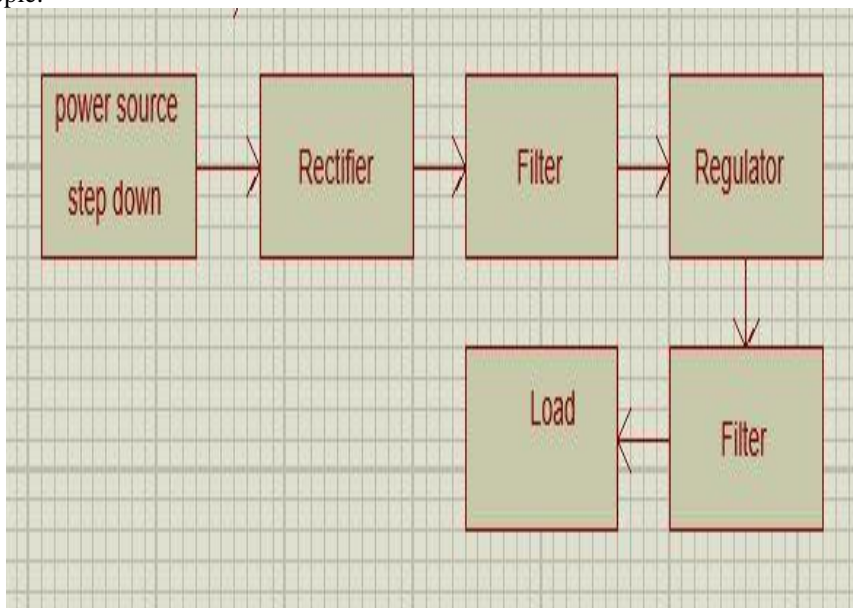 power source
step down
Rectifier
Filter
Regulator
Load
Filter